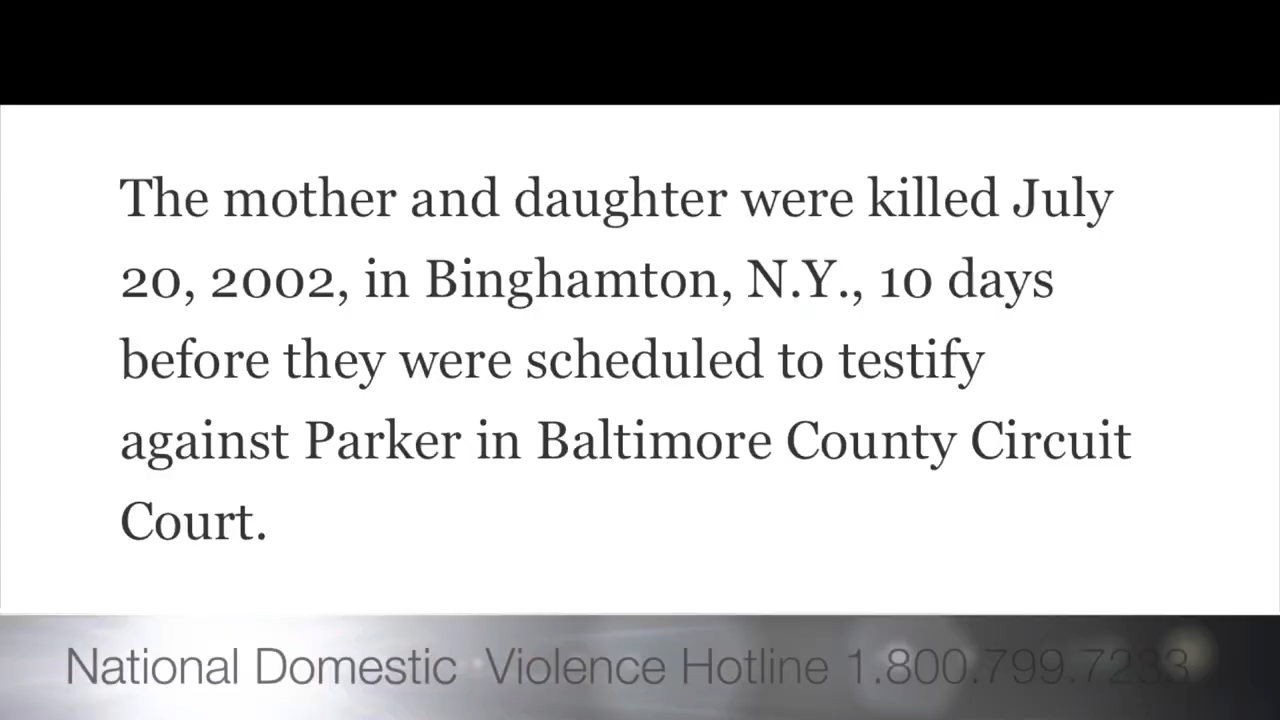 The mother and daughter were killed July
20, 2002, in Binghamton, N.Y., 10 days
before they were scheduled to testify
against Parker in Baltimore County Circuit
Court.
National Domestic Violence Hotline 1.800.799.7233